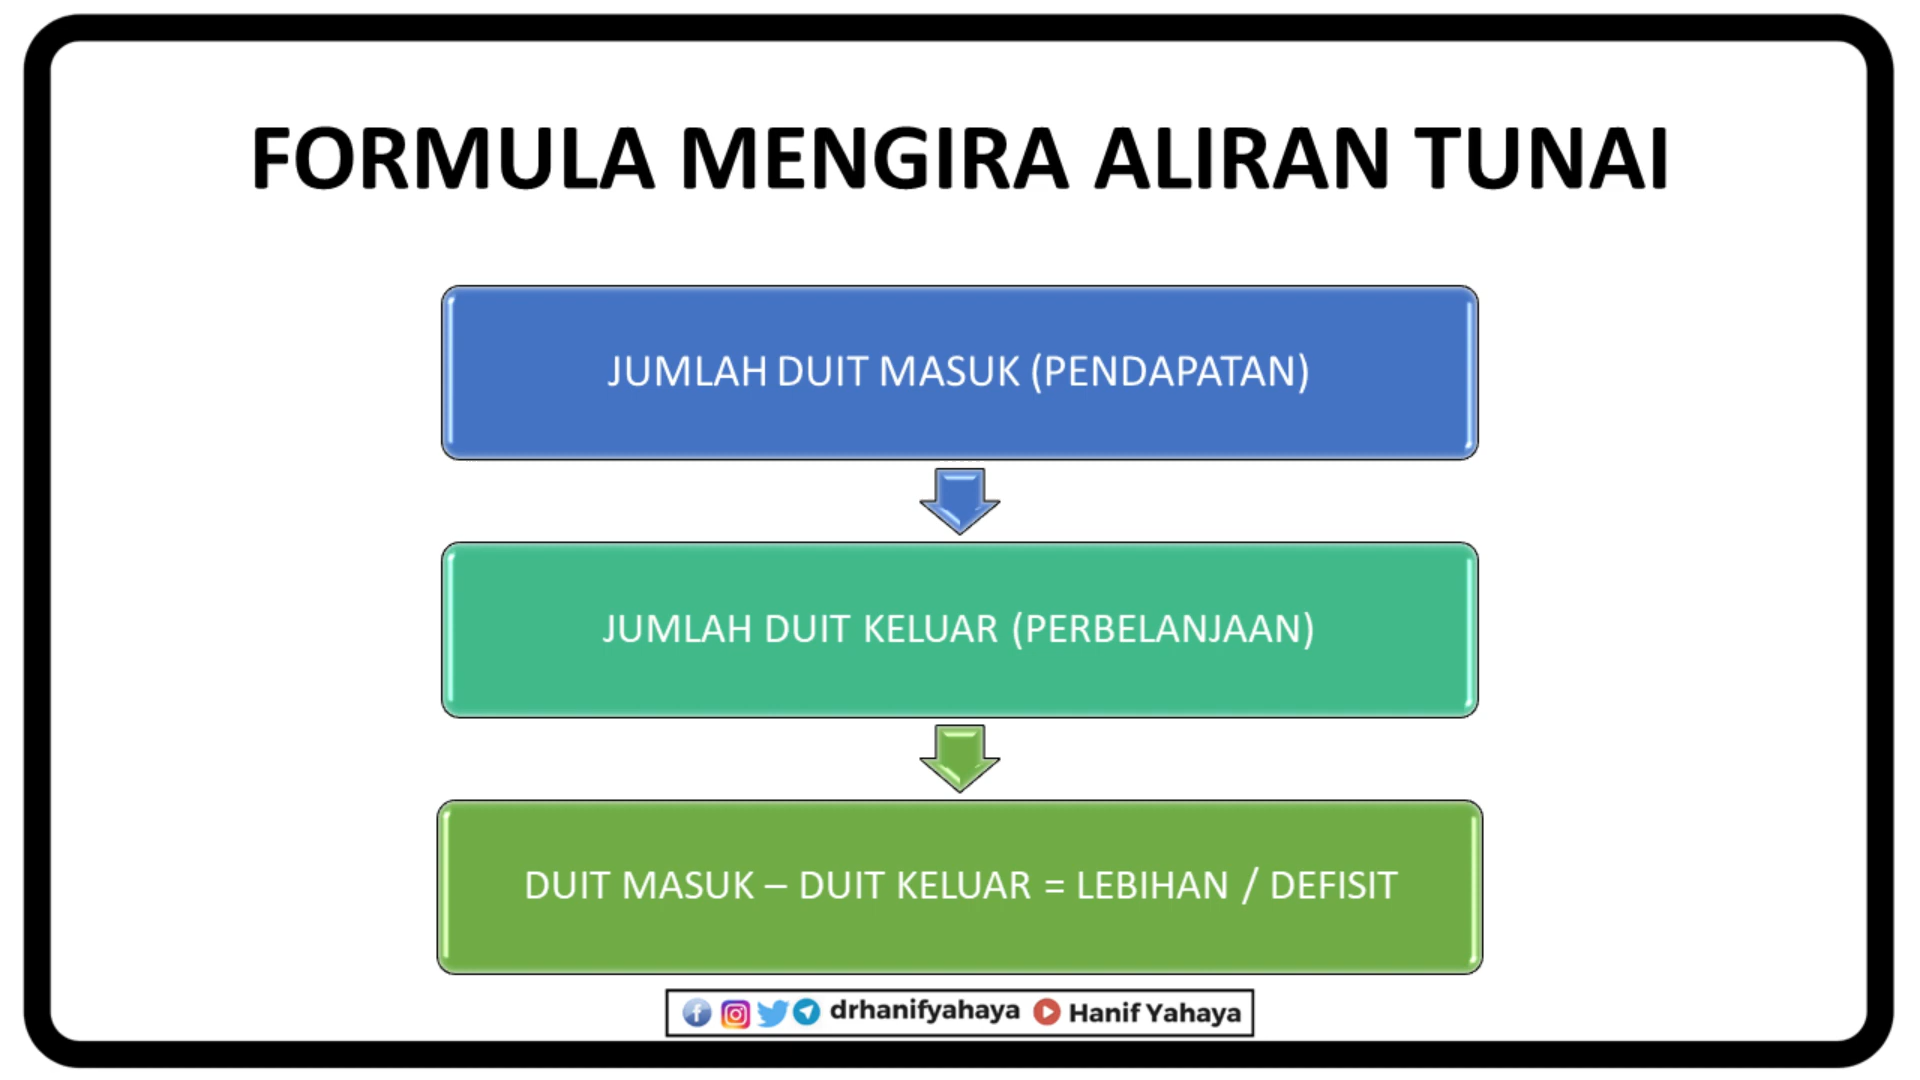 FORMULA MENGIRA ALIRAN TUNAI
JUMLAH DUIT MASUK (PENDAPATAN)
JUMLAH DUIT KELUAR (PERBELANJAAN)
DUIT MASUK – DUIT KELUAR = LEBIHAN / DEFISIT
drhanifyahaya Hanif Yahaya